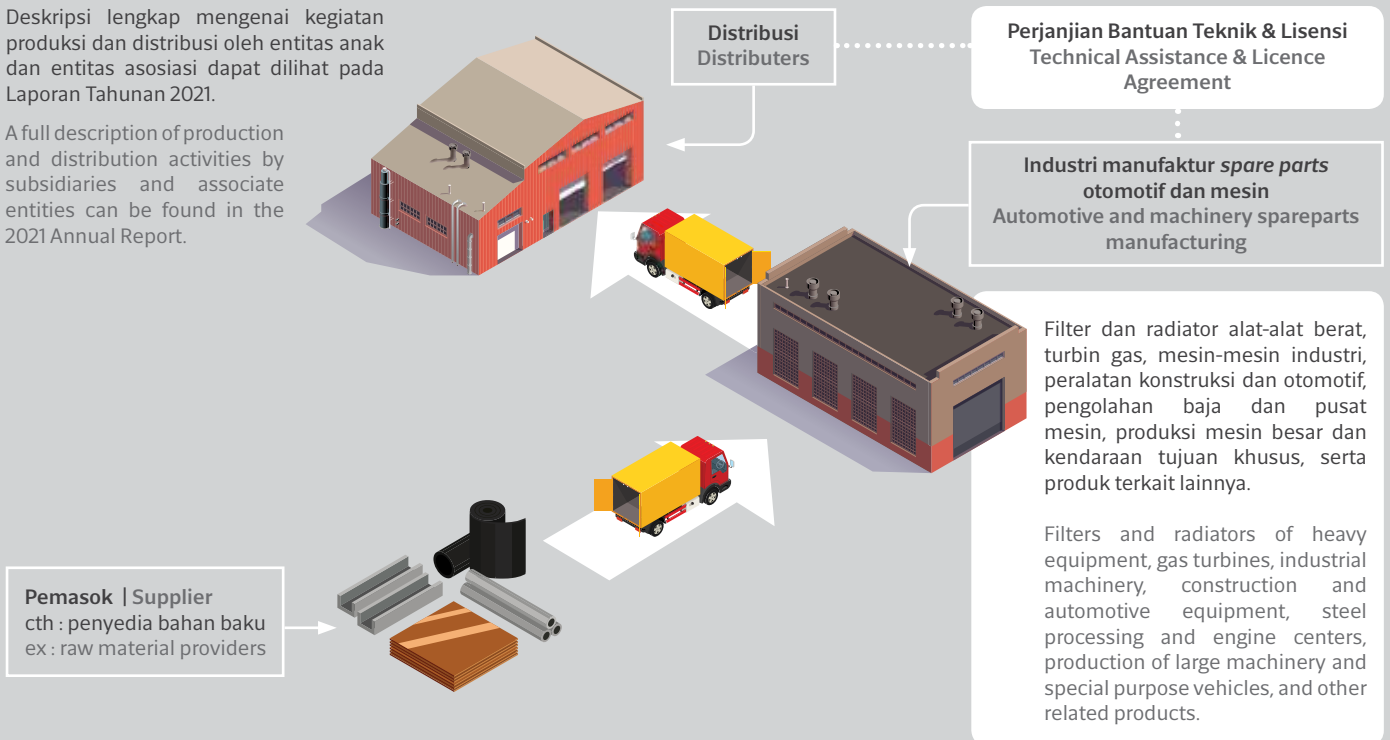 Deskripsi lengkap mengenai kegiatan
produksi dan distribusi oleh entitas anak
dan entitas asosiasi dapat dilihat pada
Laporan Tahunan 2021.
A full description of production
and distribution activities by
subsidiaries and associate
entities can be found in the
2021 Annual Report.
Distribusi
Distributers
Perjanjian Bantuan Teknik & Lisensi
Technical Assistance & Licence
Agreement
Industri manufaktur spare parts
otomotif dan mesin
Automotive and machinery spareparts
manufacturing
Filter dan radiator alat-alat berat,
turbin gas, mesin-mesin industri,
peralatan konstruksi dan otomotif,
pengolahan baja dan pusat
mesin, produksi mesin besar dan
kendaraan tujuan khusus, serta
produk terkait lainnya.
Filters and radiators of heavy
equipment, gas turbines, industrial
machinery, construction and
automotive equipment, steel
processing and engine centers,
production of large machinery and
special purpose vehicles, and other
related products.
Pemasok | Supplier
cth : penyedia bahan baku
ex : raw material providers